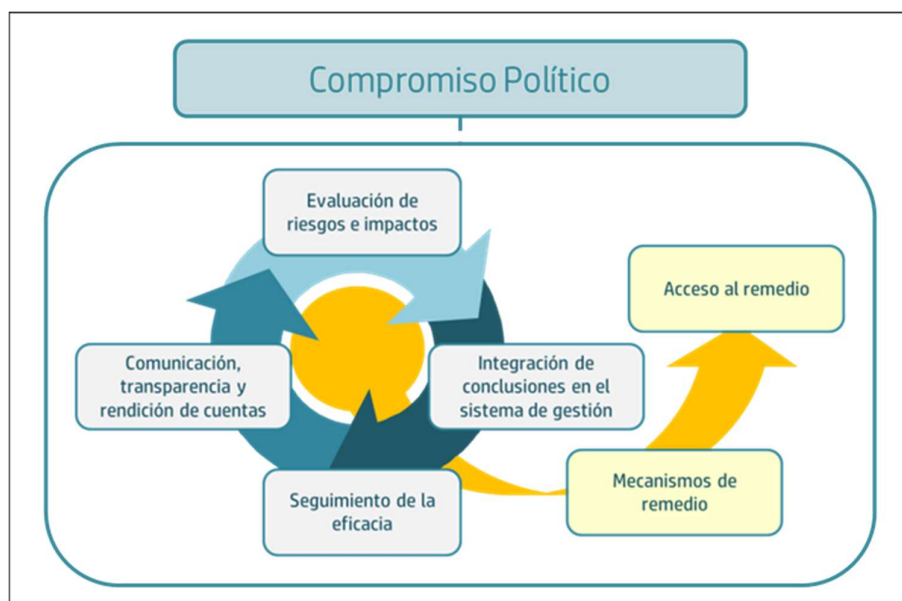 Compromiso Político
Evaluación de
riesgos e impactos
Acceso al remedio
Comunicación,
transparencia y
rendición de cuentas
Integración de
conclusiones en el
sistema de gestión
Seguimiento de la
eficacia
Mecanismos de
remedio